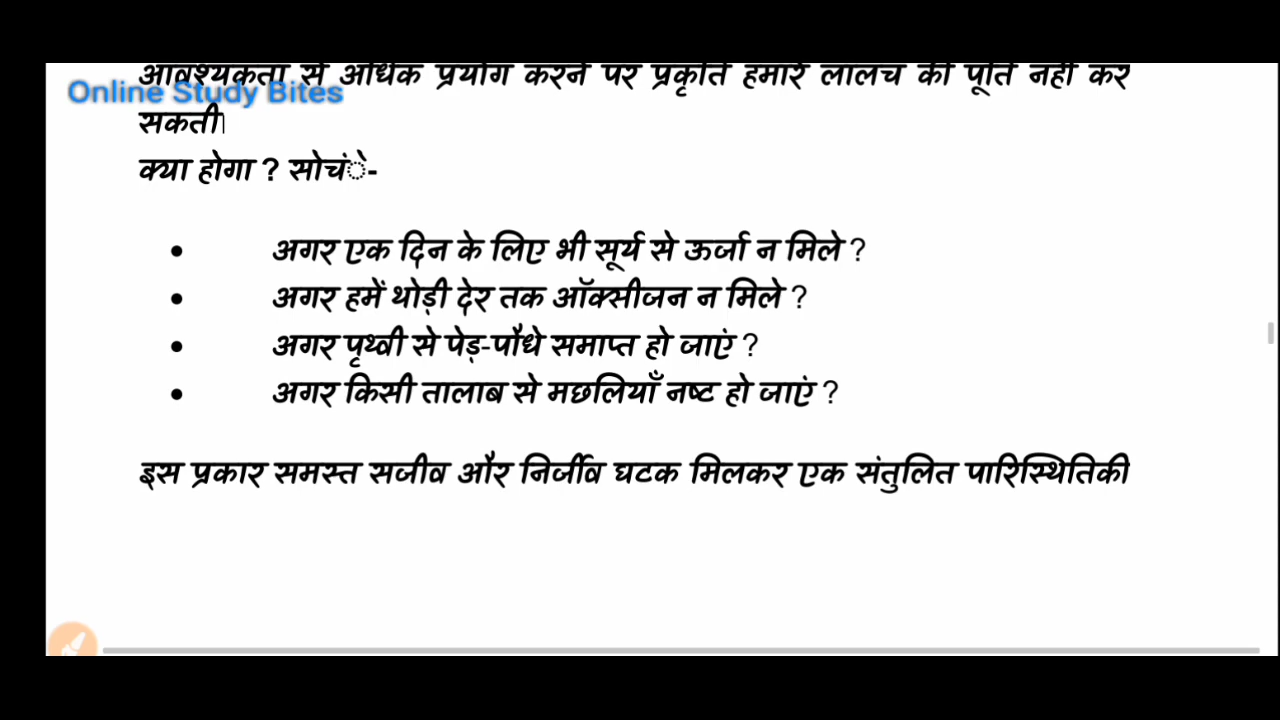 आवश्यकता से अधिक प्रयोग करने पर प्रकृति हमारे लालच की पूर्ति नहीं कर
Online Study Bites
सकती।
क्या होगा ? सोचंे-
• अगर एक दिन के लिए भी सूर्य से ऊर्जा न मिले ?
• अगर हमें थोड़ी देर तक ऑक्सीजन न मिले ?
• अगर पृथ्वी से पेड़-पौधे समाप्त हो जाएं ?
• अगर किसी तालाब से मछलियाँ नष्ट हो जाएं ?
इस प्रकार समस्त सजीव और निर्जीव घटक मिलकर एक संतुलित पारिस्थितिकी